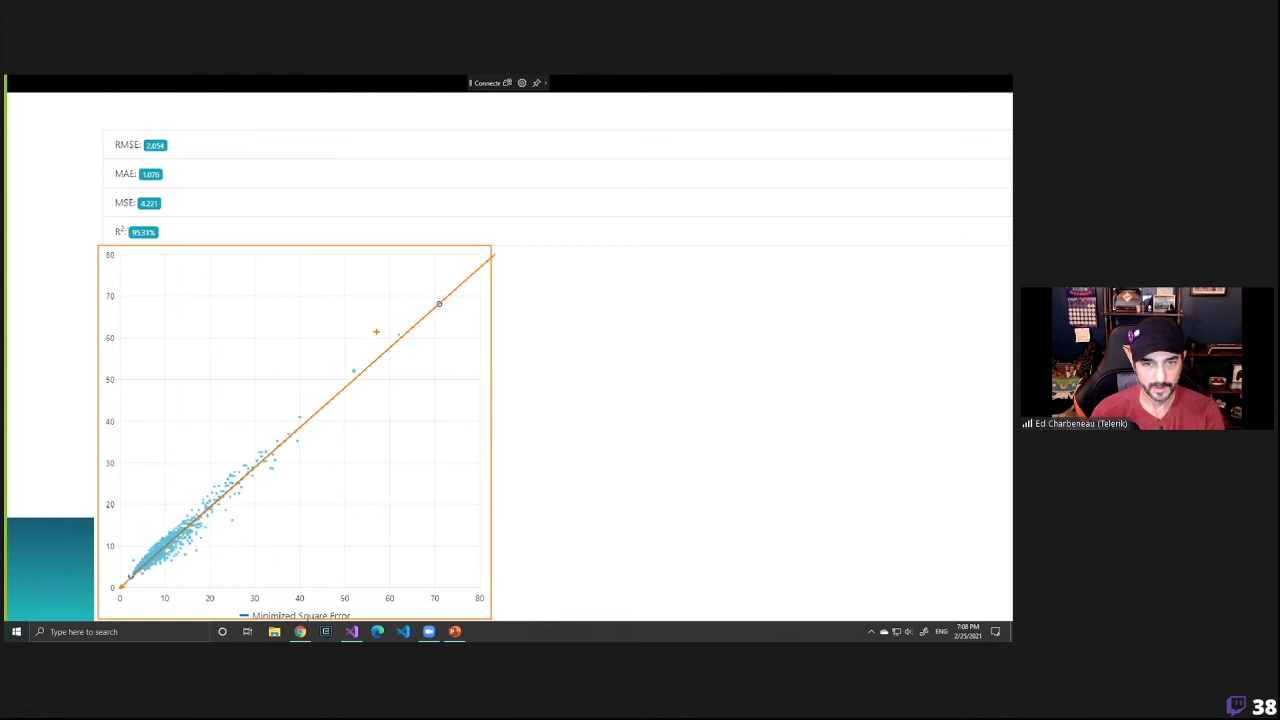 Connecte
RMSE: 2.054
MAE: 1.076
MSE: 4.221
R2: 95.31%
80
70
60
50
40
30
20
10
0
0 10 20 30 40 50 60 70 80
Minimized Square Error
Ed Charbeneau (Telerik)
Type here to search
ENG
7:08 PM
2/25/2021
38